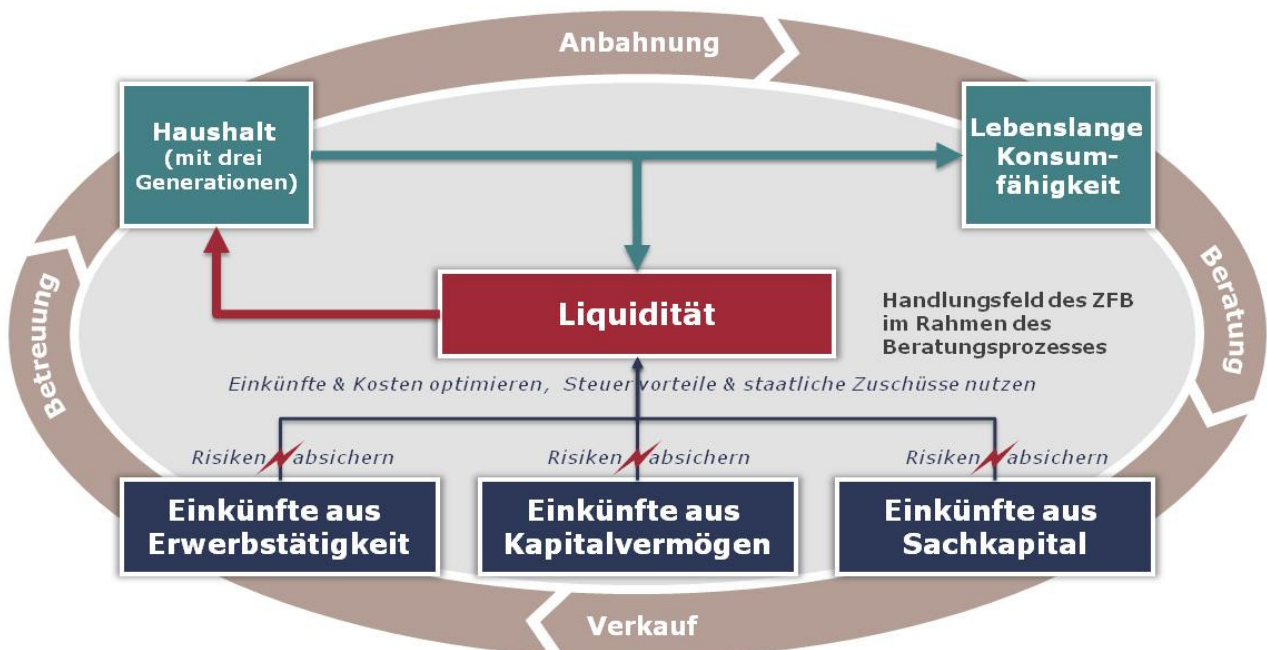 Anbahnung
Haushalt
(mit drei
Generationen)
Lebenslange
Konsum-
fähigkeit
Betreuung
Beratung
Liquidität
Handlungsfeld des ZFB
im Rahmen des
Beratungsprozesses
Einkünfte & Kosten optimieren, Steuervorteile & staatliche Zuschüsse nutzen
Risiken absichern
Risiken absichern
Risiken absichern
Einkünfte aus
Erwerbstätigkeit
Einkünfte aus
Kapitalvermögen
Einkünfte aus
Sachkapital
Verkauf